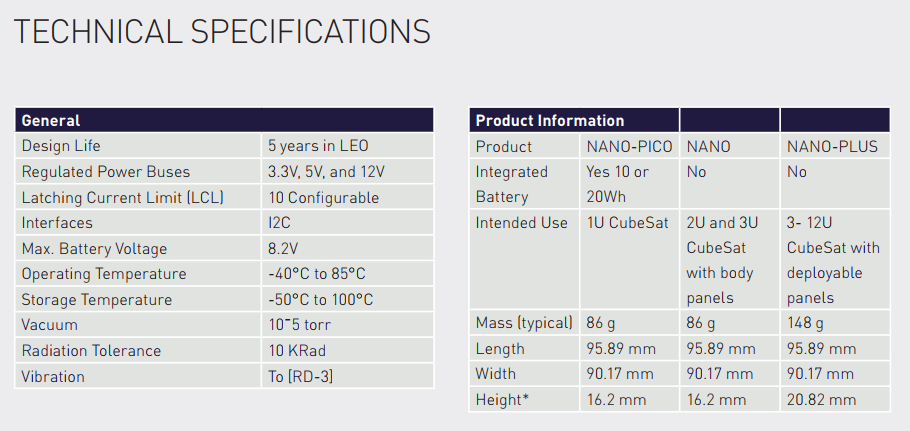 TECHNICAL SPECIFICATIONS
General
Design Life 5 years in LEO
Regulated Power Buses 3.3V, 5V, and 12V
Latching Current Limit (LCL) 10 Configurable
Interfaces I2C
Max. Battery Voltage 8.2V
Operating Temperature -40°C to 85°C
Storage Temperature -50°C to 100°C
Vacuum 10⁻5 torr
Radiation Tolerance 10 KRad
Vibration To [RD-3]
Product Information
Product NANO-PICO NANO NANO-PLUS
Integrated Yes 10 or No No
Battery 20Wh
Intended Use 1U CubeSat 2U and 3U 3- 12U
CubeSat CubeSat with
with body deployable
panels panels
Mass (typical) 86 g 86 g 148 g
Length 95.89 mm 95.89 mm 95.89 mm
Width 90.17 mm 90.17 mm 90.17 mm
Height* 16.2 mm 16.2 mm 20.82 mm